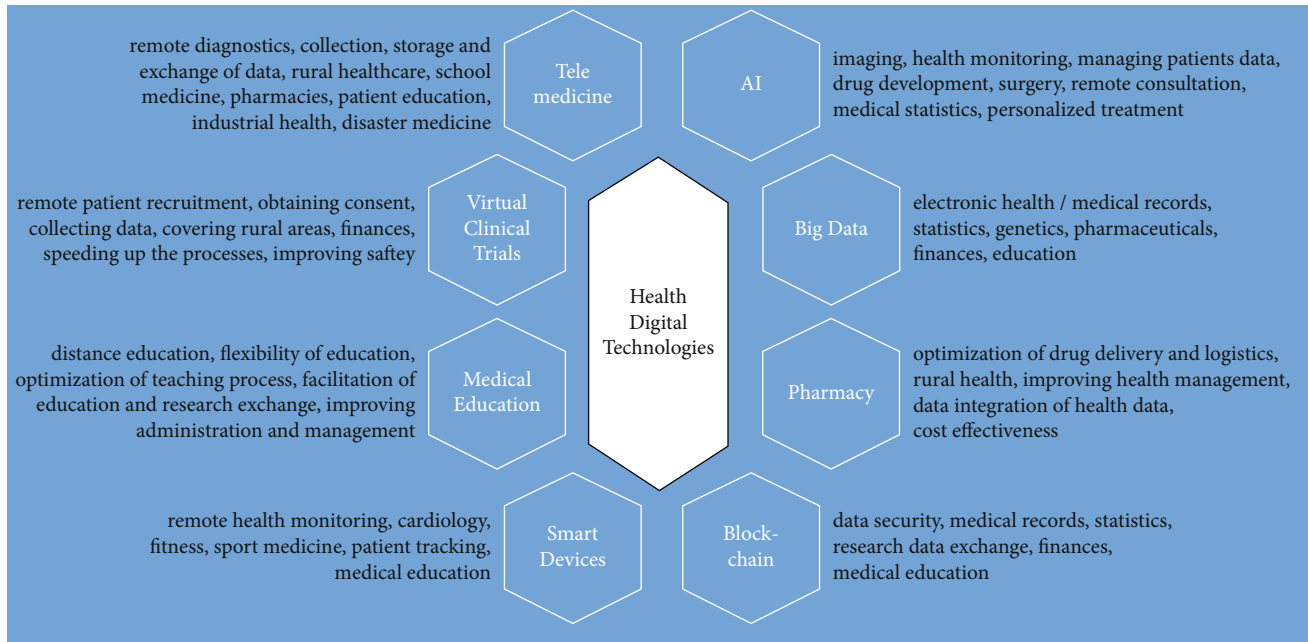 remote diagnostics, collection, storage and
exchange of data, rural healthcare, school
medicine, pharmacies, patient education,
industrial health, disaster medicine
Tele
medicine
AI
imaging, health monitoring, managing patients data,
drug development, surgery, remote consultation,
medical statistics, personalized treatment
remote patient recruitment, obtaining consent,
collecting data, covering rural areas, finances,
speeding up the processes, improving saftey
Virtual
Clinical
Trials
Big Data
electronic health / medical records,
statistics, genetics, pharmaceuticals,
finances, education
Health
Digital
Technologies
distance education, flexibility of education,
optimization of teaching process, facilitation of
education and research exchange, improving
administration and management
Medical
Education
Pharmacy
optimization of drug delivery and logistics,
rural health, improving health management,
data integration of health data,
cost effectiveness
remote health monitoring, cardiology,
fitness, sport medicine, patient tracking,
medical education
Smart
Devices
Block-
chain
data security, medical records, statistics,
research data exchange, finances,
medical education